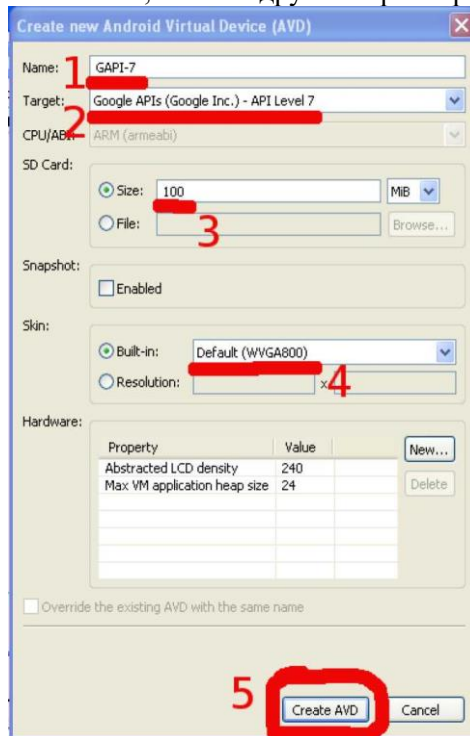 Create new Android Virtual Device (AVD)
Name: 1 GAPI-7
Target: Google APIs (Google Inc.) - API Level 7
2
CPU/ABI: ARM (armeabi)
SD Card:
Size: 100 MiB
3
File: Browse...
Snapshot:
Enabled
Skin:
Built-in: Default (WVGA800)
Resolution: x 4
Hardware:
Property Value New...
Abstracted LCD density 240
Max VM application heap size 24 Delete
Override the existing AVD with the same name
5
Create AVD Cancel